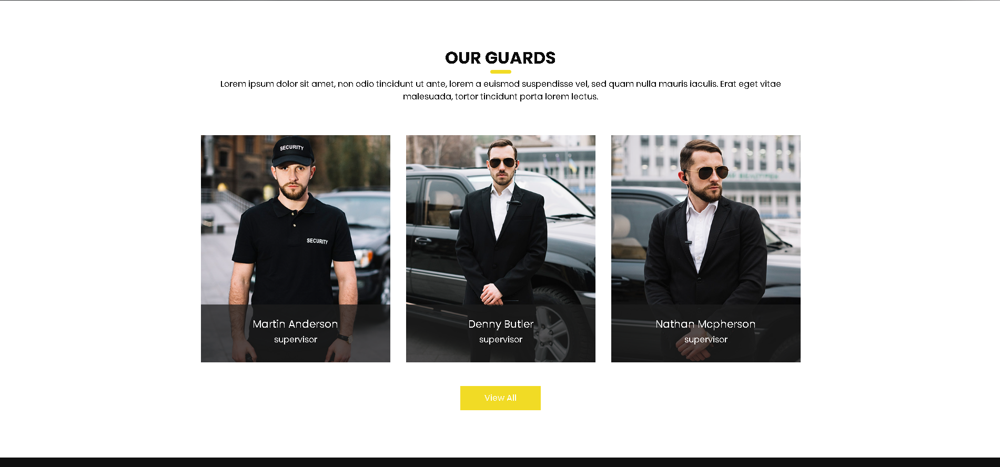 OUR GUARDS
Lorem ipsum dolor sit amet, non odio tincidunt ut ante, lorem a euismod suspendisse vel, sed quam nulla mauris iaculis. Erat eget vitae
malesuada, tortor tincidunt porta lorem lectus.
SECURITY
SECURITY
Martin Anderson
supervisor
Denny Butler
supervisor
Nathan Mcpherson
supervisor
View All